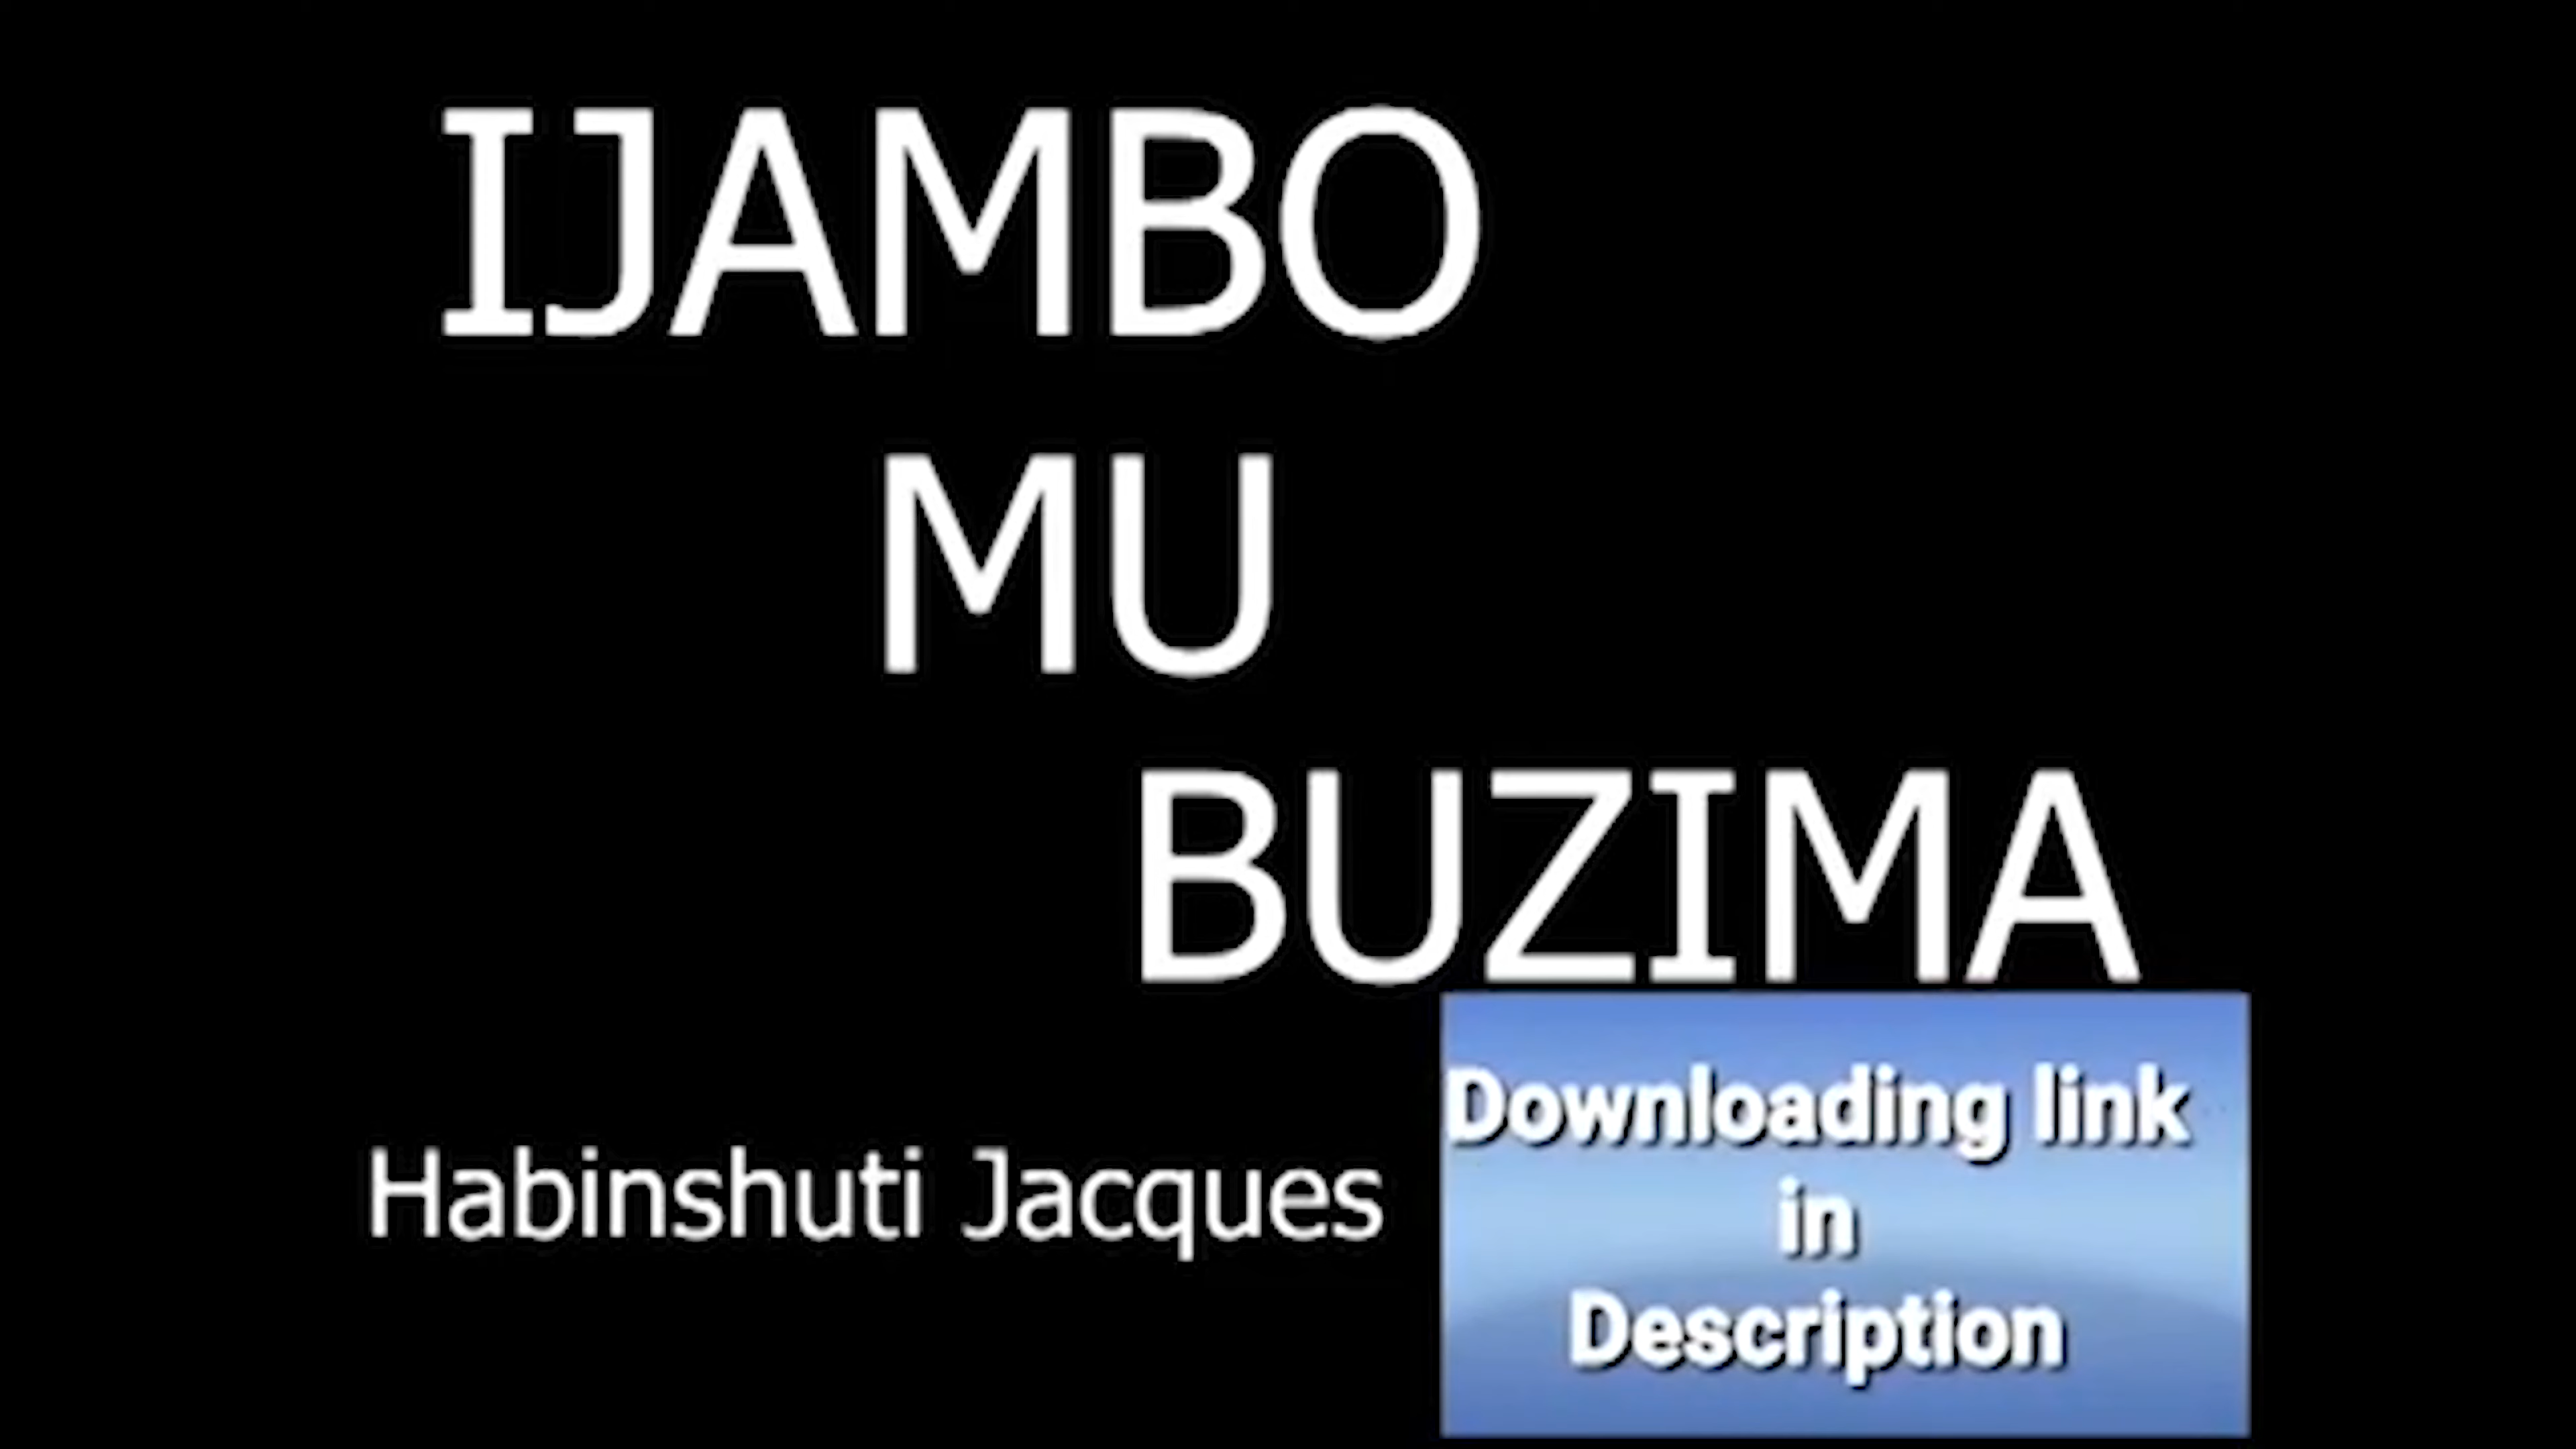 IJAMBO
MU
BUZIMA
Habinshuti Jacques
Downloading link
in
Description